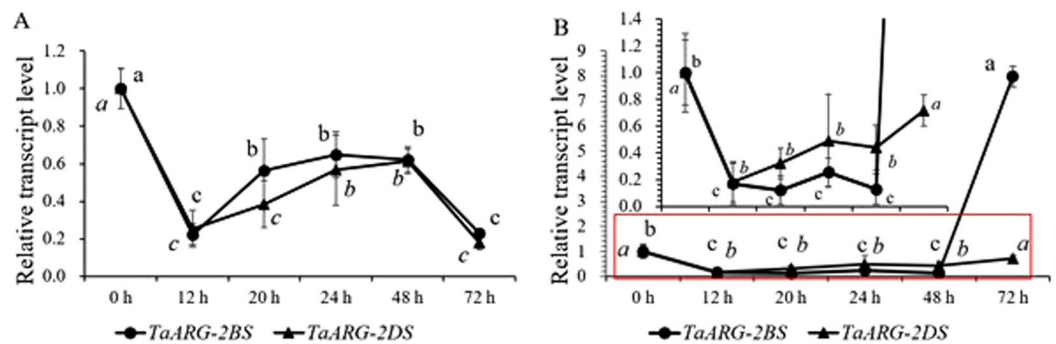 A
Relative transcript level
1.2
1.0
0.8
0.6
0.4
0.2
0.0
a
a
c
c
b
c
b
b
b
b
c
c
0 h 12 h 20 h 24 h 48 h 72 h
TaARG-2BS TaARG-2DS
B
Relative transcript level
9
8
7
6
5
4
3
2
1
0
1.4
1.2
1.0
0.8
0.6
0.4
0.2
0.0
b
a
c
b
b
c
b
c
b
c
a
a
b
a
c b
c b
c b
c b
a
0 h 12 h 20 h 24 h 48 h 72 h
TaARG-2BS TaARG-2DS